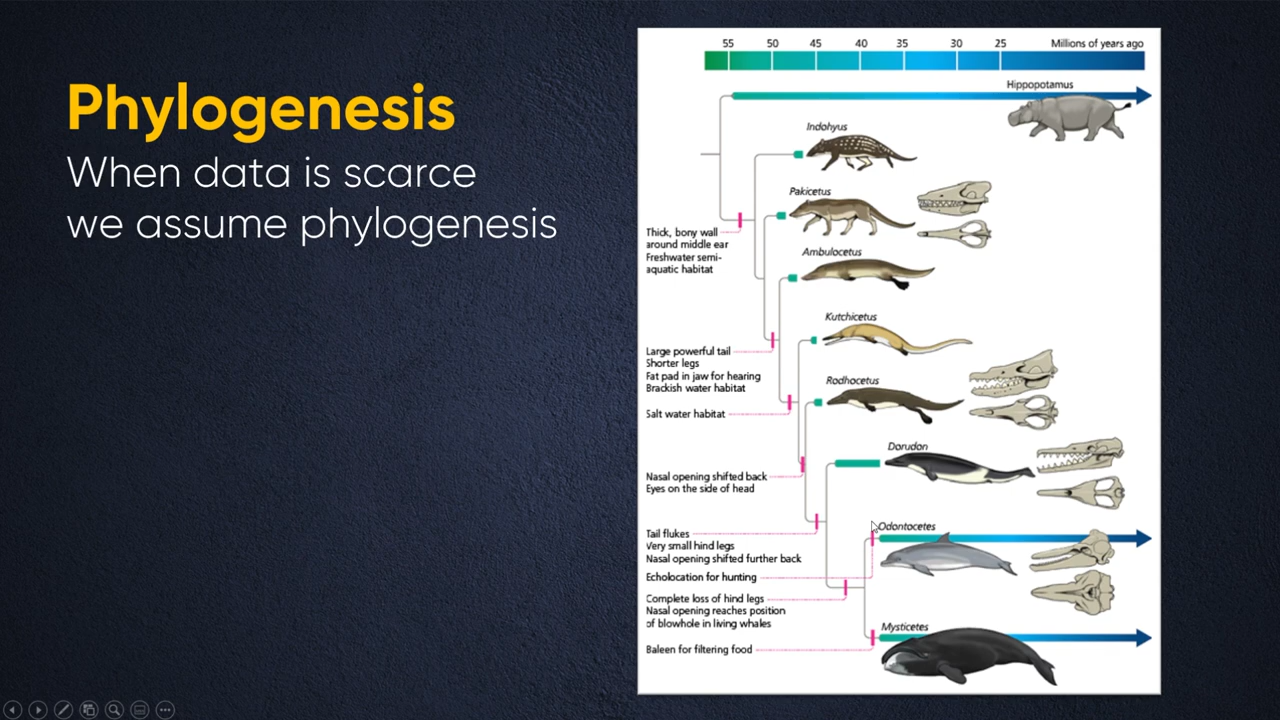 Phylogenesis
When data is scarce
we assume phylogenesis
55 50 45 40 35 30 25 Millions of years ago
Hippopotamus
Indohyus
Pakicetus
Thick, bony wall
around middle ear
Freshwater semi-
aquatic habitat
Ambulocetus
Kutchicetus
Large powerful tail
Shorter legs
Fat pad in jaw for hearing
Brackish water habitat
Rodhocetus
Salt water habitat
Dorudon
Nasal opening shifted back
Eyes on the side of head
Odontocetes
Tail flukes
Very small hind legs
Nasal opening shifted further back
Echolocation for hunting
Complete loss of hind legs
Nasal opening reaches position
of blowhole in living whales
Mysticetes
Baleen for filtering food